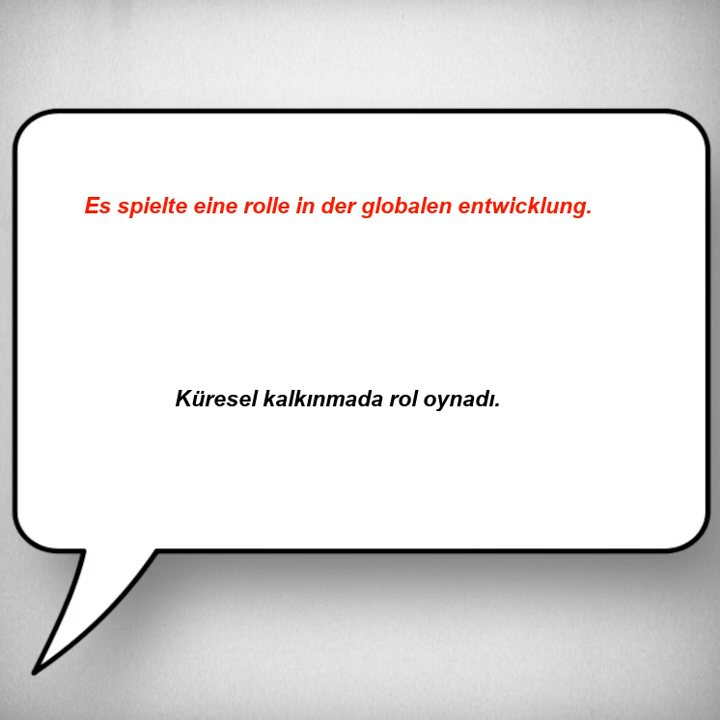 Es spielte eine rolle in der globalen entwicklung.
Küresel kalkınmada rol oynadı.